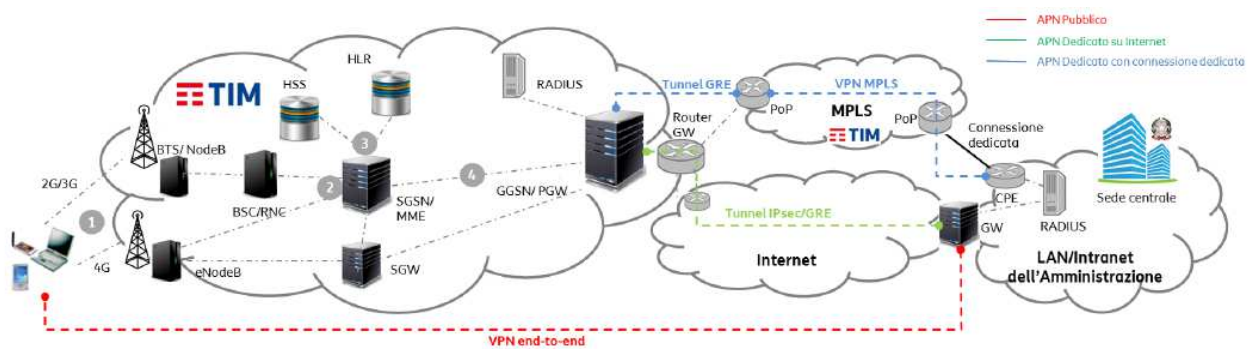 APN Pubblico
APN Dedicato su Internet
APN Dedicato con connessione dedicata
HLR
HSS
TIM
RADIUS
Tunnel GRE
VPN MPLS
PoP
MPLS
TIM
PoP
Router
GW
Connessione
dedicata
BTS/ NodeB
3
2G/3G
BSC/RNC
2
SGSN/
MME
4
GGSN/ PGW
CPE
RADIUS
Sede centrale
1
4G
eNodeB
SGW
Tunnel IPsec/GRE
Internet
GW
LAN/Intranet
dell'Amministrazione
VPN end-to-end